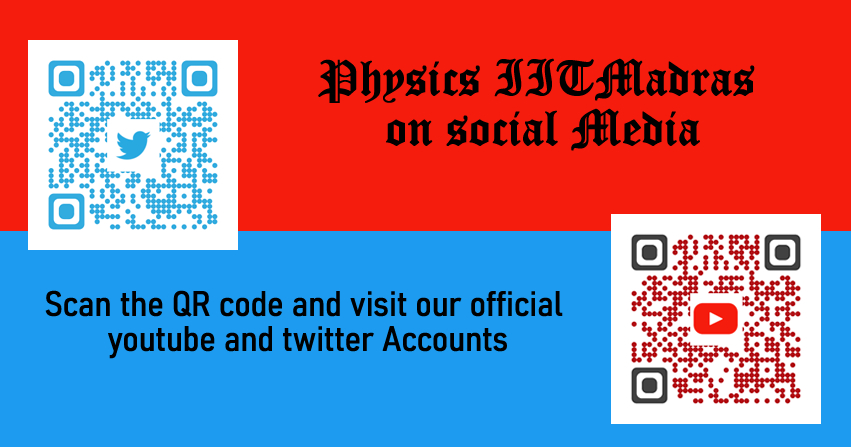 Physics IITMadras
on social Media
Scan the QR code and visit our official
youtube and twitter Accounts